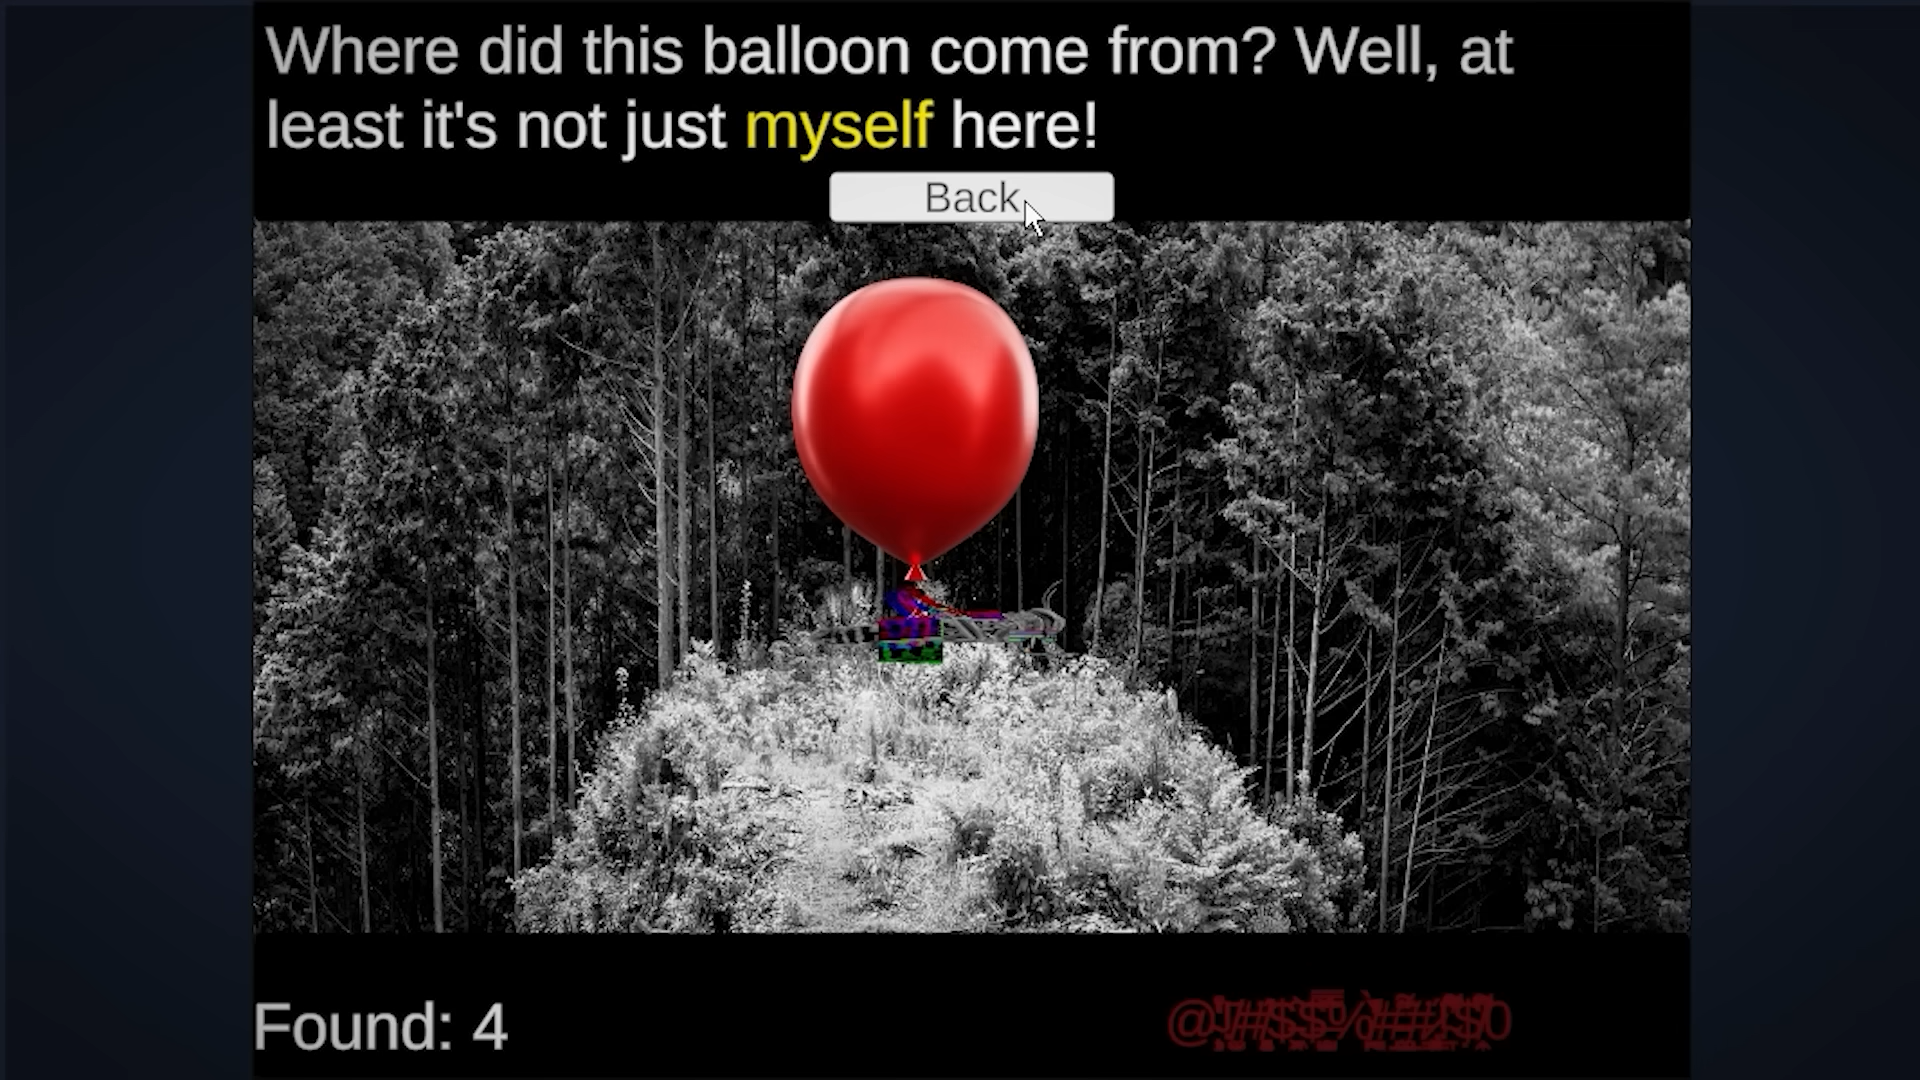 Where did this balloon come from? Well, at
least it's not just myself here!
Back
Found: 4